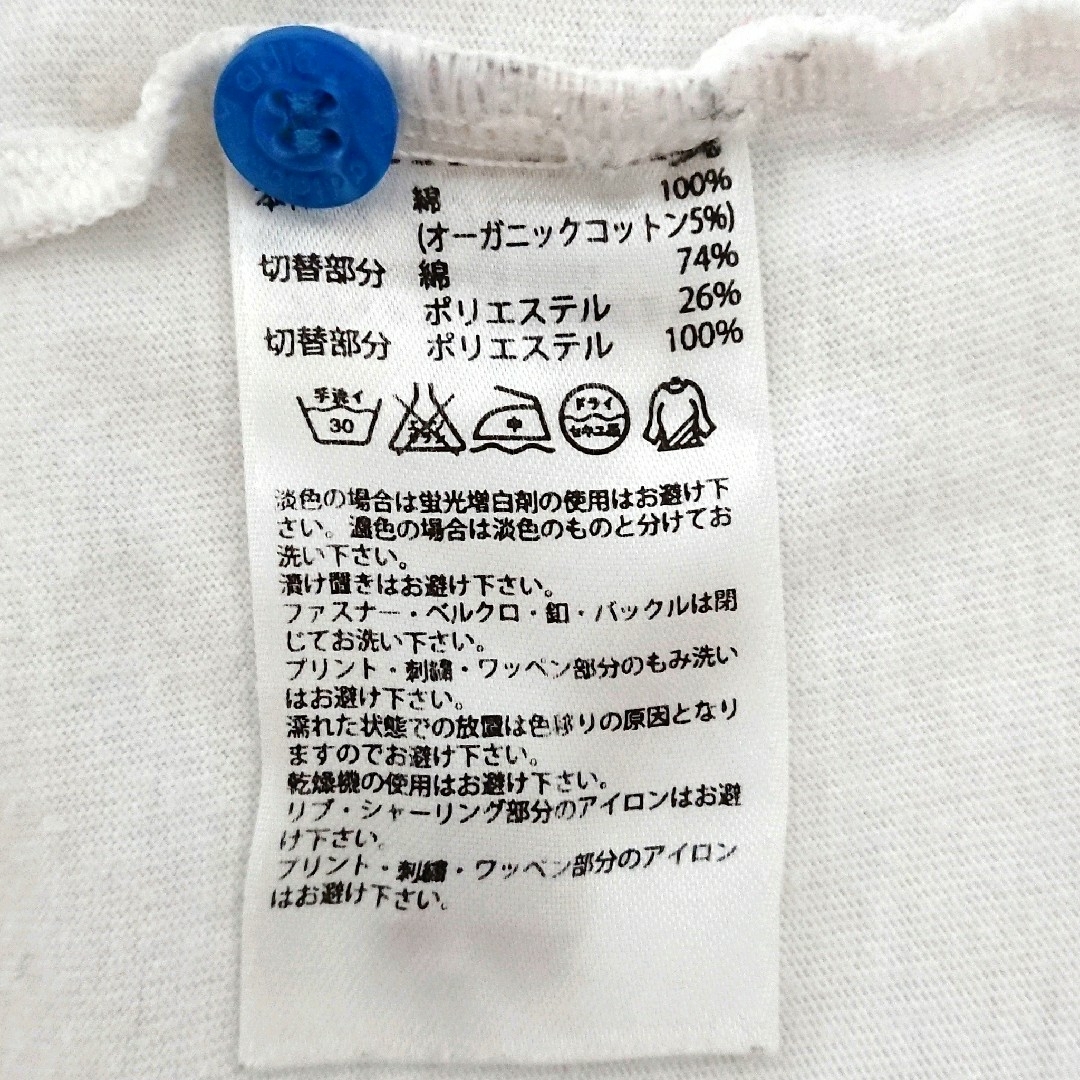 adidas
本体 綿 100%
(オーガニックコットン5%)
切替部分 綿 74%
ポリエステル 26%
切替部分 ポリエステル 100%
手洗イ 30 中 ドライ セキユ系
淡色の場合は蛍光増白剤の使用はお避け下
さい。濃色の場合は淡色のものと分けてお
洗い下さい。
漬け置きはお避け下さい。
ファスナー・ベルクロ・釦・バックルは閉
じてお洗い下さい。
プリント・刺繍・ワッペン部分のもみ洗い
はお避け下さい。
濡れた状態での放置は色移りの原因となり
ますのでお避け下さい。
乾燥機の使用はお避け下さい。
リブ・シャーリング部分のアイロンはお避
け下さい。
プリント・刺繍・ワッペン部分のアイロン
はお避け下さい。